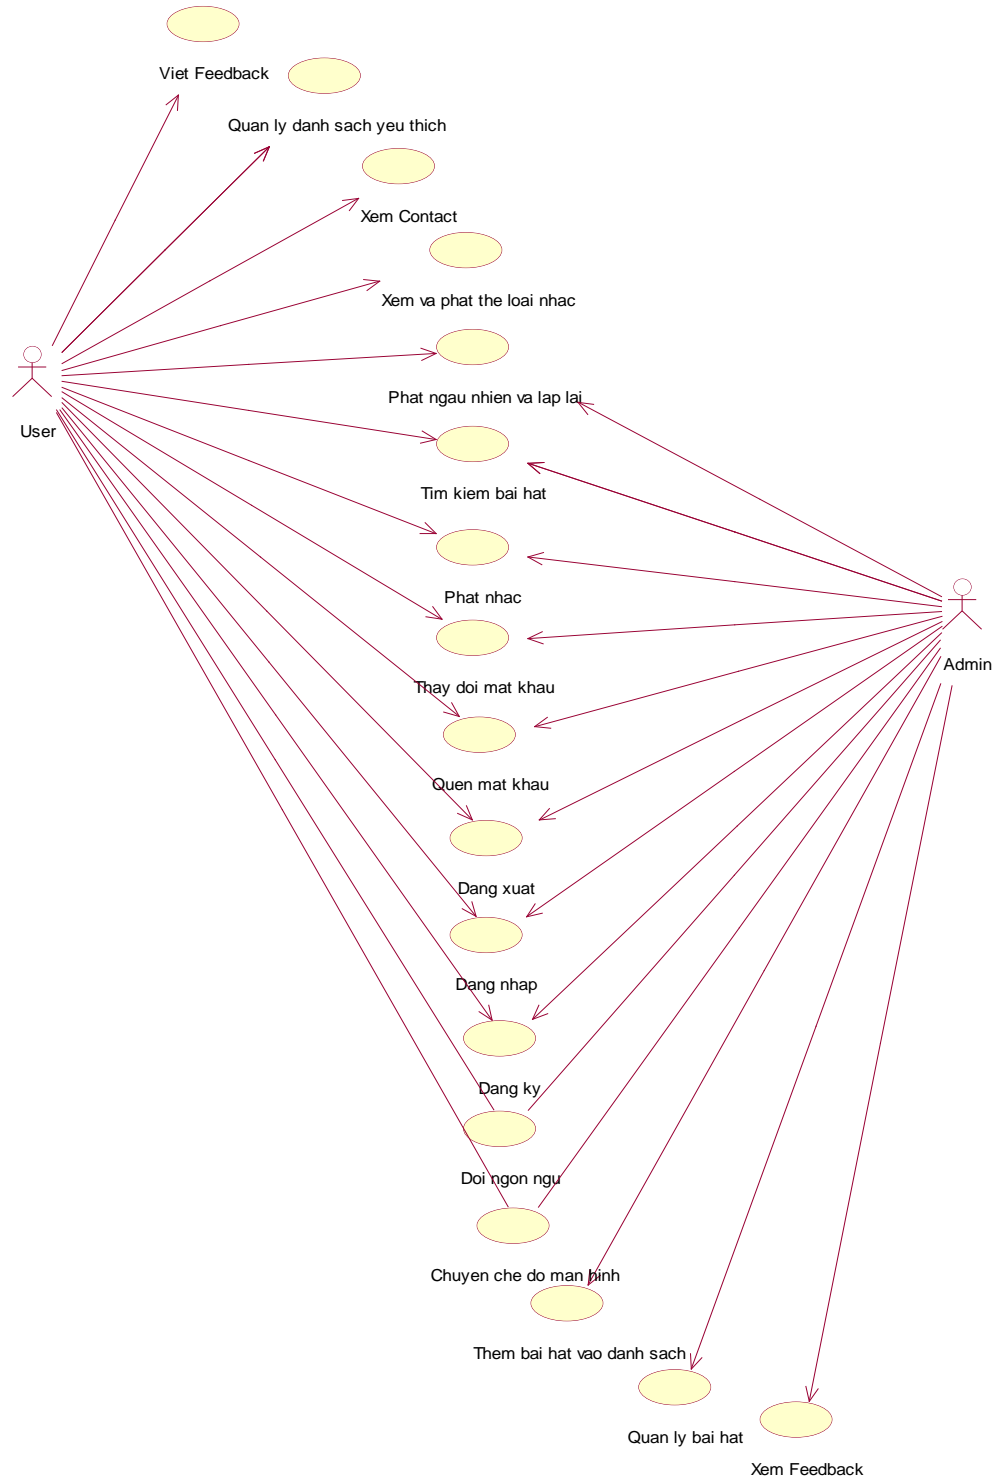 Viet Feedback
Quan ly danh sach yeu thich
Xem Contact
Xem va phat the loai nhac
Phat ngau nhien va lap lai
User
Tim kiem bai hat
Phat nhac
Admin
Thay doi mat khau
Quen mat khau
Dang xuat
Dang nhap
Dang ky
Doi ngon ngu
Chuyen che do man hinh
Them bai hat vao danh sach
Quan ly bai hat
Xem Feedback